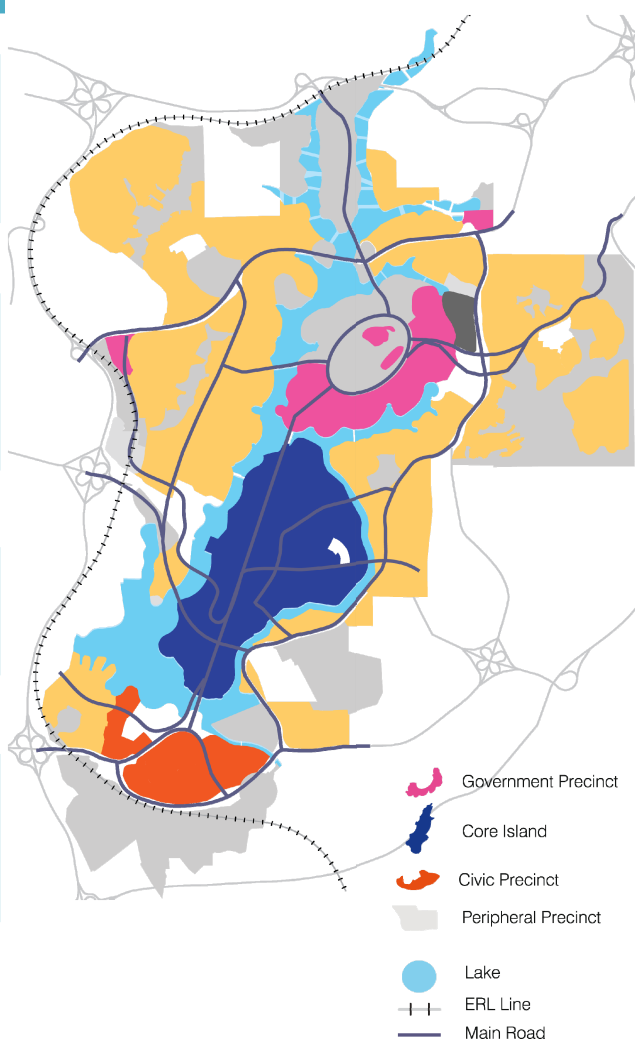 Government Precinct
Core Island
Civic Precinct
Peripheral Precinct
Lake
ERL Line
Main Road